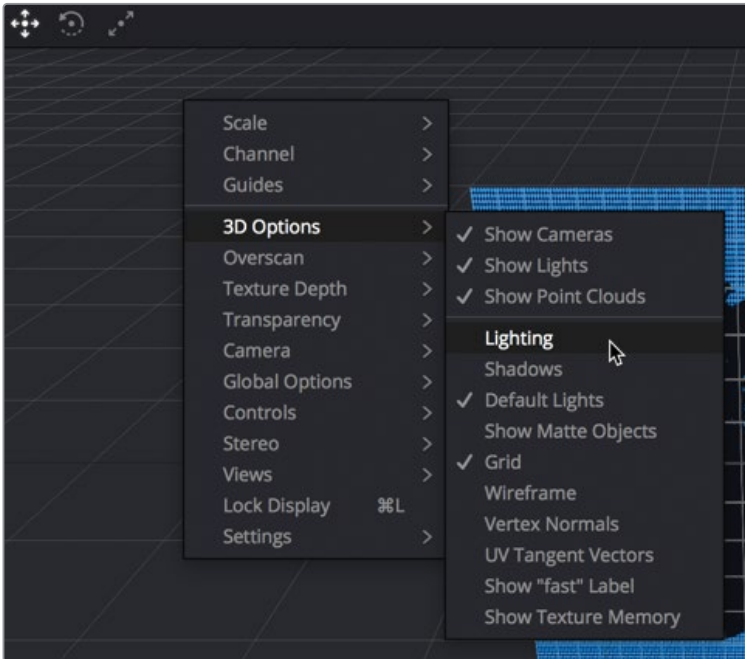 Scale
Channel
Guides
3D Options
Overscan
Texture Depth
Transparency
Camera
Global Options
Controls
Stereo
Views
Lock Display ⌘L
Settings
Show Cameras
Show Lights
Show Point Clouds
Lighting
Shadows
Default Lights
Show Matte Objects
Grid
Wireframe
Vertex Normals
UV Tangent Vectors
Show "fast" Label
Show Texture Memory